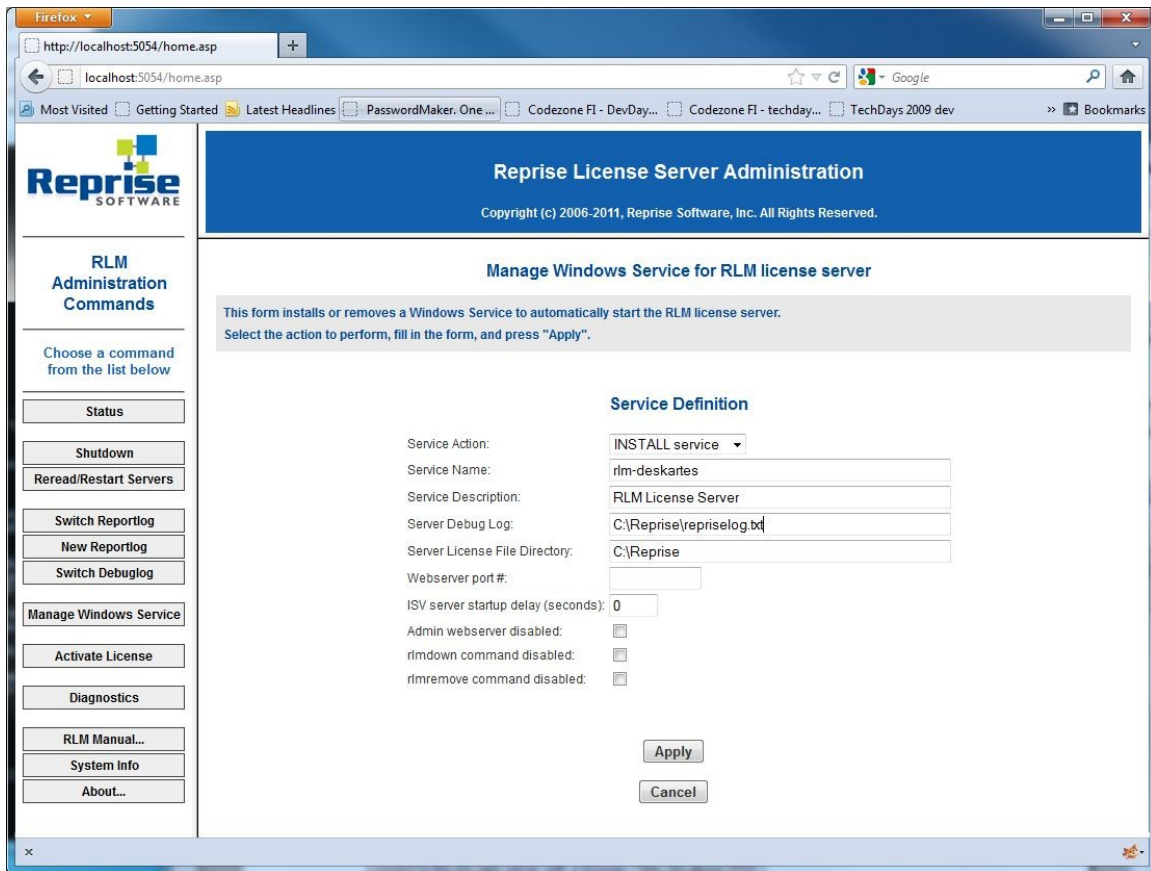 Firefox
http://localhost:5054/home.asp
+
localhost:5054/home.asp
Google
Most Visited Getting Started Latest Headlines PasswordMaker. One ... Codezone FI - DevDay... Codezone FI - techday... TechDays 2009 dev » Bookmarks
Reprise
SOFTWARE
Reprise License Server Administration
Copyright (c) 2006-2011, Reprise Software, Inc. All Rights Reserved.
RLM
Administration
Commands
Choose a command
from the list below
Status
Shutdown
Reread/Restart Servers
Switch Reportlog
New Reportlog
Switch Debuglog
Manage Windows Service
Activate License
Diagnostics
RLM Manual...
System Info
About...
Manage Windows Service for RLM license server
This form installs or removes a Windows Service to automatically start the RLM license server.
Select the action to perform, fill in the form, and press "Apply".
Service Definition
Service Action: INSTALL service
Service Name: rlm-deskartes
Service Description: RLM License Server
Server Debug Log: C:\Reprise\repriselog.txt
Server License File Directory: C:\Reprise
Webserver port #:
ISV server startup delay (seconds): 0
Admin webserver disabled:
rlmdown command disabled:
rlmremove command disabled:
Apply
Cancel
x